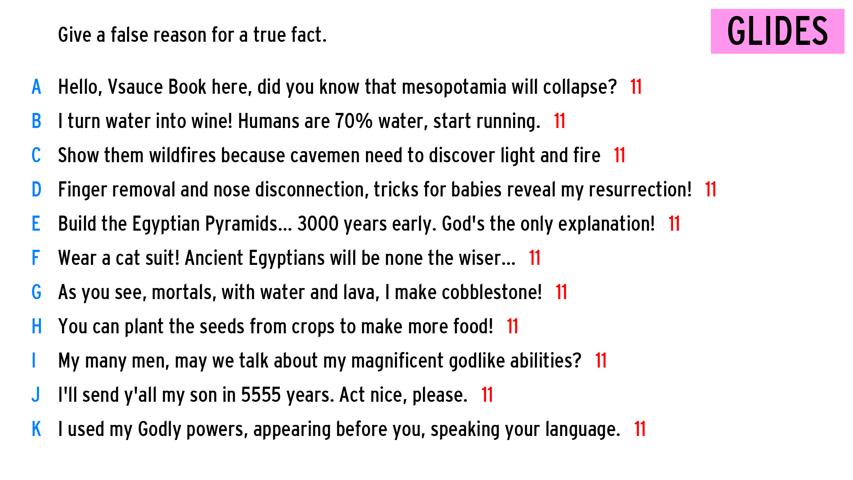 Give a false reason for a true fact.
GLIDES
A Hello, Vsauce Book here, did you know that mesopotamia will collapse? 11
B I turn water into wine! Humans are 70% water, start running. 11
C Show them wildfires because cavemen need to discover light and fire 11
D Finger removal and nose disconnection, tricks for babies reveal my resurrection! 11
E Build the Egyptian Pyramids... 3000 years early. God's the only explanation! 11
F Wear a cat suit! Ancient Egyptians will be none the wiser... 11
G As you see, mortals, with water and lava, I make cobblestone! 11
H You can plant the seeds from crops to make more food! 11
I My many men, may we talk about my magnificent godlike abilities? 11
J I'll send y'all my son in 5555 years. Act nice, please. 11
K I used my Godly powers, appearing before you, speaking your language. 11